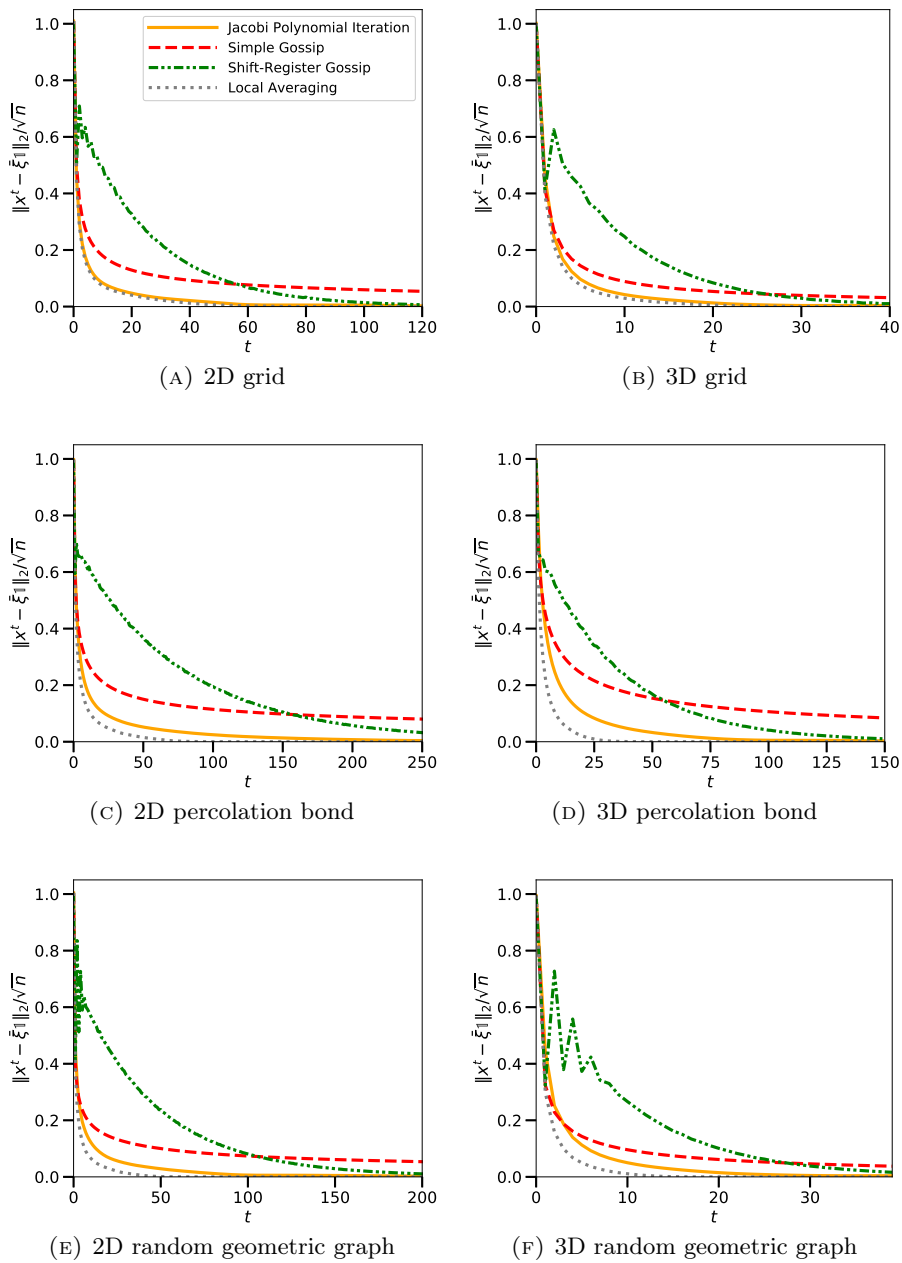 1.0
0.8
0.6
0.4
0.2
0.0
‖x^t − ξ̄𝟙‖₂/√n
Jacobi Polynomial Iteration
Simple Gossip
Shift-Register Gossip
Local Averaging
0 20 40 60 80 100 120
t
(A) 2D grid
1.0
0.8
0.6
0.4
0.2
0.0
‖x^t − ξ̄𝟙‖₂/√n
0 10 20 30 40
t
(B) 3D grid
1.0
0.8
0.6
0.4
0.2
0.0
‖x^t − ξ̄𝟙‖₂/√n
0 50 100 150 200 250
t
(C) 2D percolation bond
1.0
0.8
0.6
0.4
0.2
0.0
‖x^t − ξ̄𝟙‖₂/√n
0 25 50 75 100 125 150
t
(D) 3D percolation bond
1.0
0.8
0.6
0.4
0.2
0.0
‖x^t − ξ̄𝟙‖₂/√n
0 50 100 150 200
t
(E) 2D random geometric graph
1.0
0.8
0.6
0.4
0.2
0.0
‖x^t − ξ̄𝟙‖₂/√n
0 10 20 30
t
(F) 3D random geometric graph